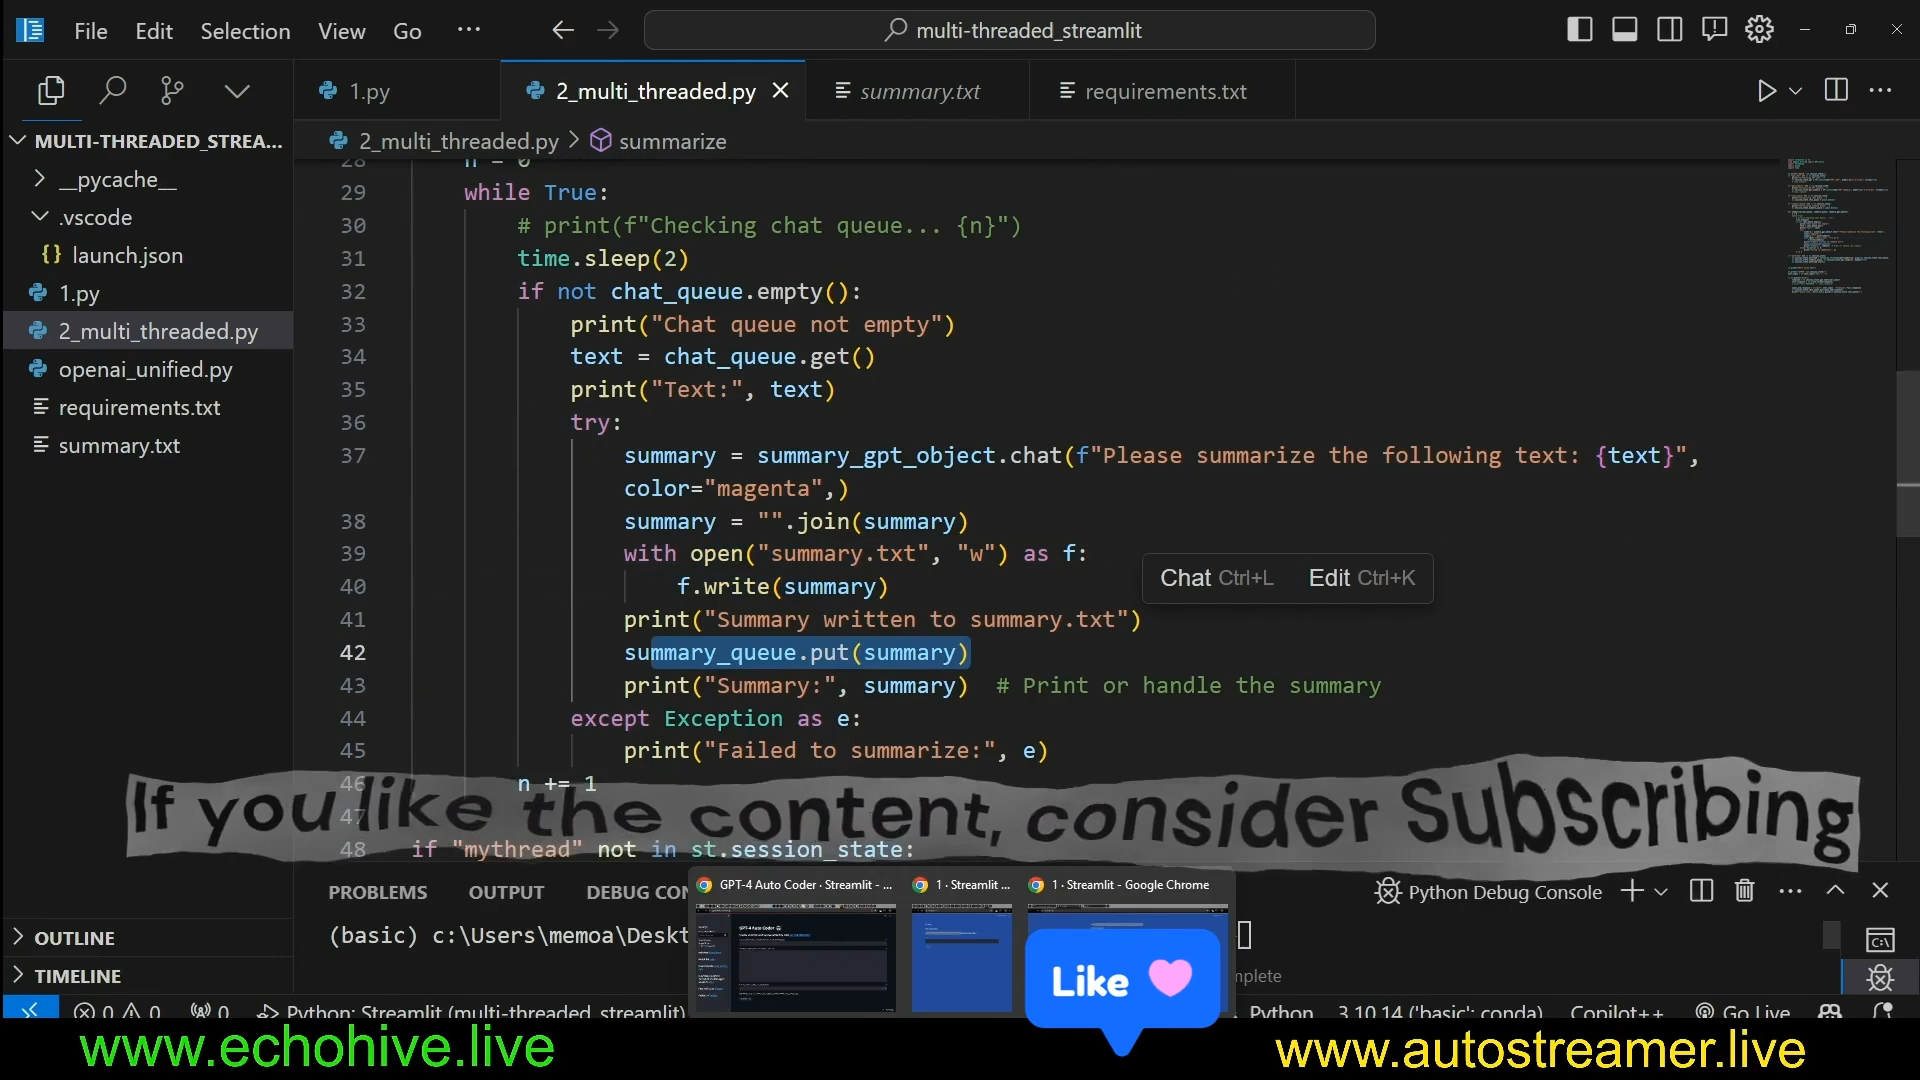 File Edit Selection View Go ···
multi-threaded_streamlit
1.py
2_multi_threaded.py
summary.txt
requirements.txt
MULTI-THREADED_STREA...
2_multi_threaded.py > summarize
__pycache__
.vscode
launch.json
1.py
2_multi_threaded.py
openai_unified.py
requirements.txt
summary.txt
28 n = 0
29 while True:
30 # print(f"Checking chat queue... {n}")
31 time.sleep(2)
32 if not chat_queue.empty():
33 print("Chat queue not empty")
34 text = chat_queue.get()
35 print("Text:", text)
36 try:
37 summary = summary_gpt_object.chat(f"Please summarize the following text: {text}",
color="magenta",)
38 summary = "".join(summary)
39 with open("summary.txt", "w") as f:
40 f.write(summary)
41 print("Summary written to summary.txt")
42 summary_queue.put(summary)
43 print("Summary:", summary) # Print or handle the summary
44 except Exception as e:
45 print("Failed to summarize:", e)
46 n += 1
47
48 if "mythread" not in st.session_state:
Chat Ctrl+L Edit Ctrl+K
If you like the content, consider Subscribing
PROBLEMS OUTPUT DEBUG CON
Python Debug Console
GPT-4 Auto Coder · Streamlit - ...
1 · Streamlit ...
1 · Streamlit - Google Chrome
(basic) c:\Users\memoa\Deskt
OUTLINE
TIMELINE
Like
mplete
0 0 0 Python: Streamlit (multi-threaded_streamlit)
Python 3.10.14 ('basic': conda) Copilot++ Go Live
www.echohive.live
www.autostreamer.live